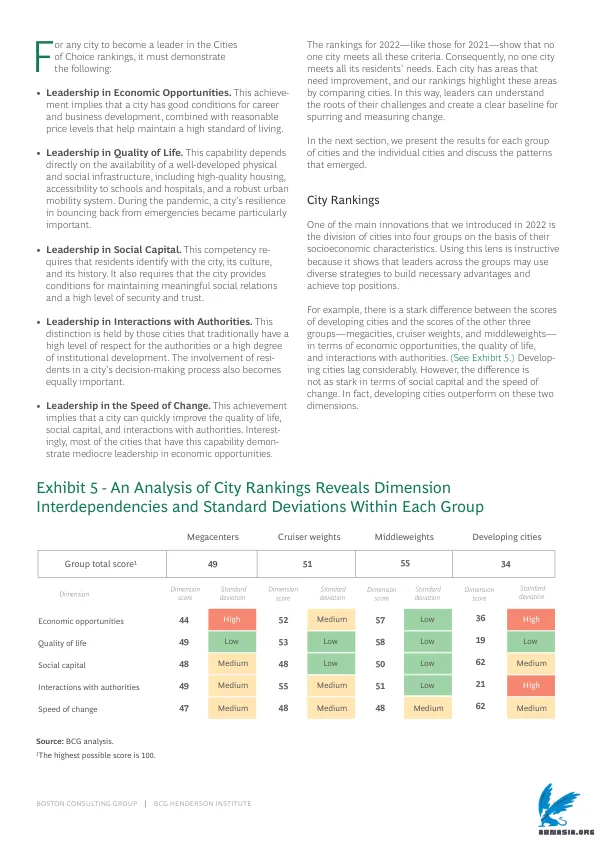 For any city to become a leader in the Cities
of Choice rankings, it must demonstrate
the following:
• Leadership in Economic Opportunities. This achieve-
ment implies that a city has good conditions for career
and business development, combined with reasonable
price levels that help maintain a high standard of living.
• Leadership in Quality of Life. This capability depends
directly on the availability of a well-developed physical
and social infrastructure, including high-quality housing,
accessibility to schools and hospitals, and a robust urban
mobility system. During the pandemic, a city's resilience
in bouncing back from emergencies became particularly
important.
• Leadership in Social Capital. This competency re-
quires that residents identify with the city, its culture,
and its history. It also requires that the city provides
conditions for maintaining meaningful social relations
and a high level of security and trust.
• Leadership in Interactions with Authorities. This
distinction is held by those cities that traditionally have a
high level of respect for the authorities or a high degree
of institutional development. The involvement of resi-
dents in a city's decision-making process also becomes
equally important.
• Leadership in the Speed of Change. This achievement
implies that a city can quickly improve the quality of life,
social capital, and interactions with authorities. Interest-
ingly, most of the cities that have this capability demon-
strate mediocre leadership in economic opportunities.
The rankings for 2022—like those for 2021—show that no
one city meets all these criteria. Consequently, no one city
meets all its residents' needs. Each city has areas that
need improvement, and our rankings highlight these areas
by comparing cities. In this way, leaders can understand
the roots of their challenges and create a clear baseline for
spurring and measuring change.
In the next section, we present the results for each group
of cities and the individual cities and discuss the patterns
that emerged.
City Rankings
One of the main innovations that we introduced in 2022 is
the division of cities into four groups on the basis of their
socioeconomic characteristics. Using this lens is instructive
because it shows that leaders across the groups may use
diverse strategies to build necessary advantages and
achieve top positions.
For example, there is a stark difference between the scores
of developing cities and the scores of the other three
groups—megacities, cruiser weights, and middleweights—
in terms of economic opportunities, the quality of life,
and interactions with authorities. (See Exhibit 5.) Develop-
ing cities lag considerably. However, the difference is
not as stark in terms of social capital and the speed of
change. In fact, developing cities outperform on these two
dimensions.
Exhibit 5 - An Analysis of City Rankings Reveals Dimension
Interdependencies and Standard Deviations Within Each Group
Megacenters Cruiser weights Middleweights Developing cities
Group total score¹ 49 51 55 34
Dimension Dimension score Standard deviation Dimension score Standard deviation Dimension score Standard deviation Dimension score Standard deviation
Economic opportunities 44 High 52 Medium 57 Low 36 High
Quality of life 49 Low 53 Low 58 Low 19 Low
Social capital 48 Medium 48 Low 50 Low 62 Medium
Interactions with authorities 49 Medium 55 Medium 51 Low 21 High
Speed of change 47 Medium 48 Medium 48 Medium 62 Medium
Source: BCG analysis.
¹The highest possible score is 100.
BOSTON CONSULTING GROUP | BCG HENDERSON INSTITUTE
ABNASIA.ORG